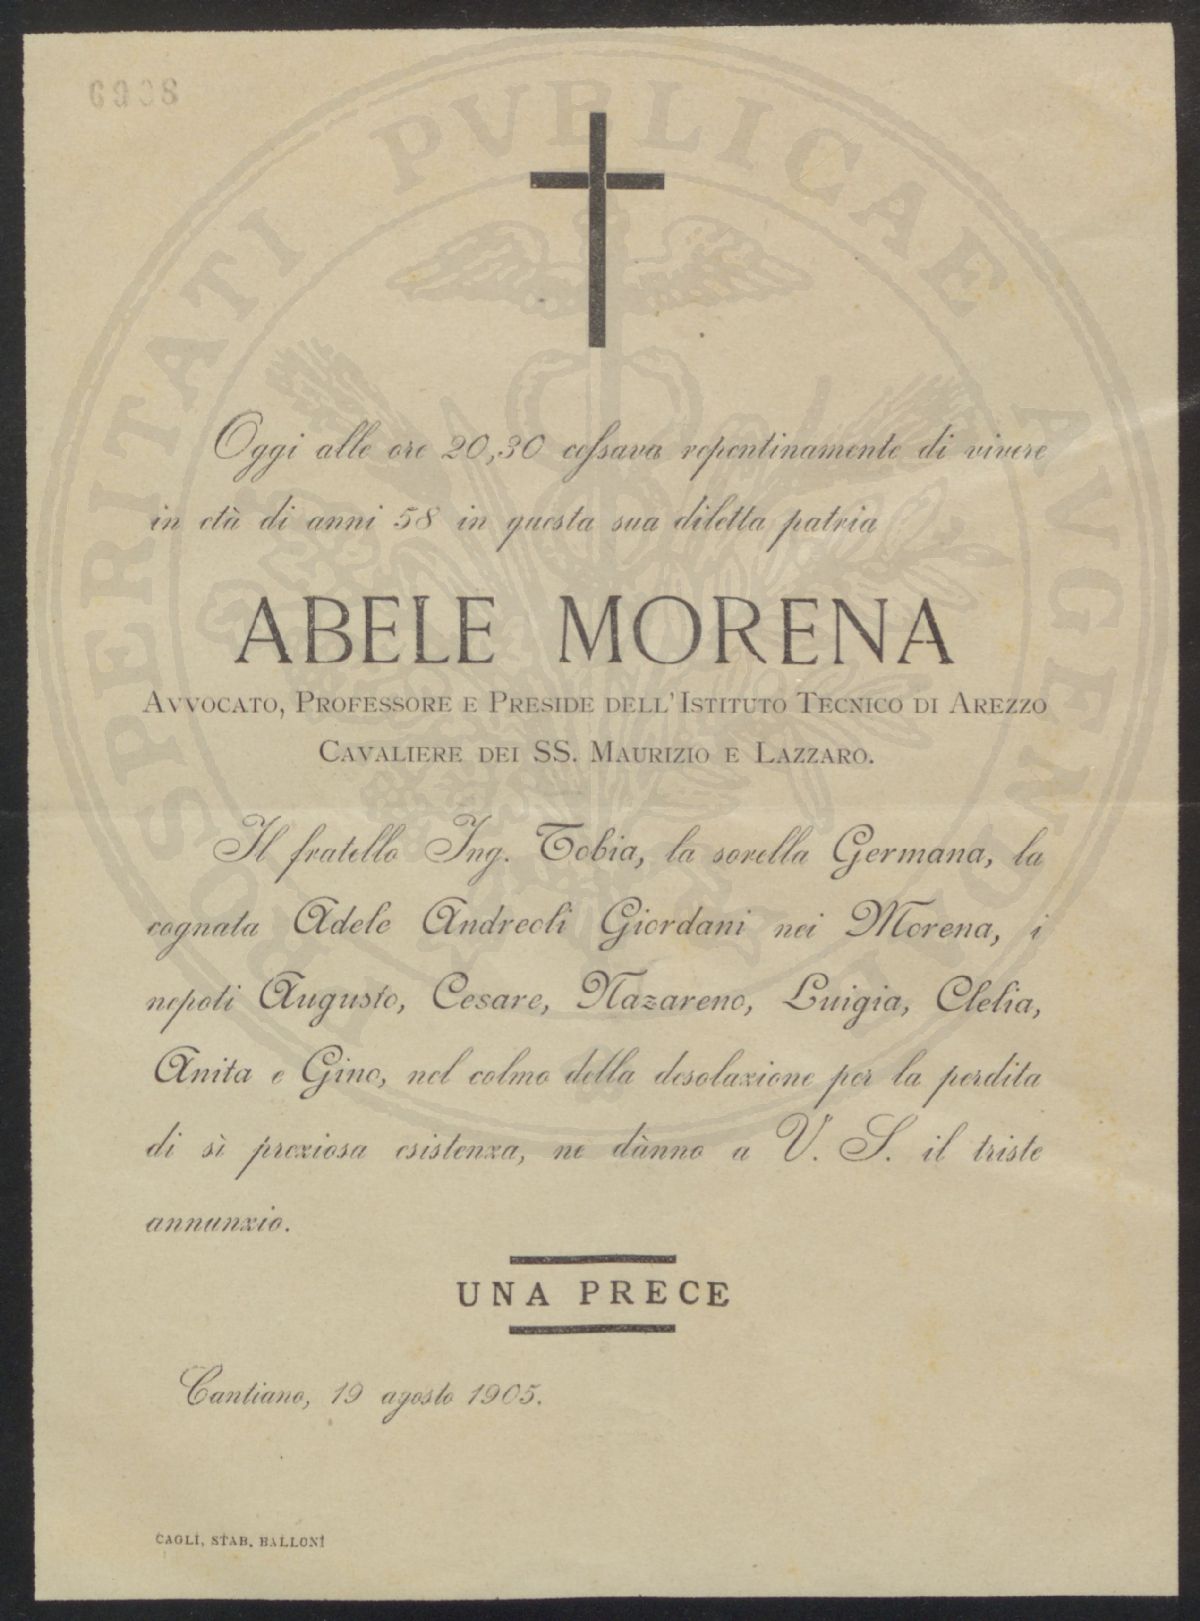 6908
PROSPERITATI PVBLICAE AVGENDAE
Oggi alle ore 20,30 cessava repentinamente di vivere
in età di anni 58 in questa sua diletta patria
ABELE MORENA
AVVOCATO, PROFESSORE E PRESIDE DELL'ISTITUTO TECNICO DI AREZZO
CAVALIERE DEI SS. MAURIZIO E LAZZARO.
Il fratello Ing. Tobia, la sorella Germana, la
cognata Adele Andreoli Giordani nei Morena, i
nepoti Augusto, Cesare, Nazareno, Luigia, Clelia,
Anita e Gino, nel colmo della desolazione per la perdita
di sì preziosa esistenza, ne dànno a V. S. il triste
annunzio.
UNA PRECE
Cantiano, 19 agosto 1905.
CAGLI, STAB. BALLONI